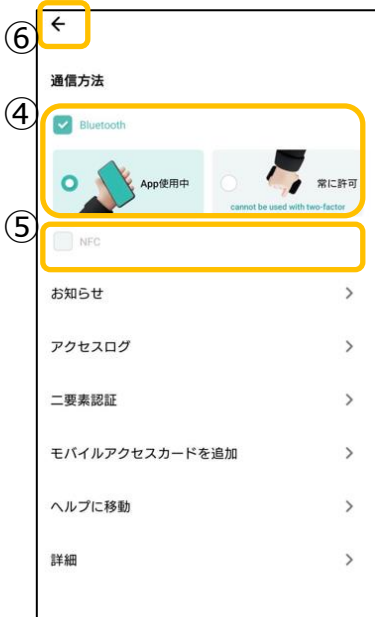 ⑥
通信方法
④
Bluetooth
App使用中
常に許可
cannot be used with two-factor
⑤
NFC
お知らせ
アクセスログ
二要素認証
モバイルアクセスカードを追加
ヘルプに移動
詳細